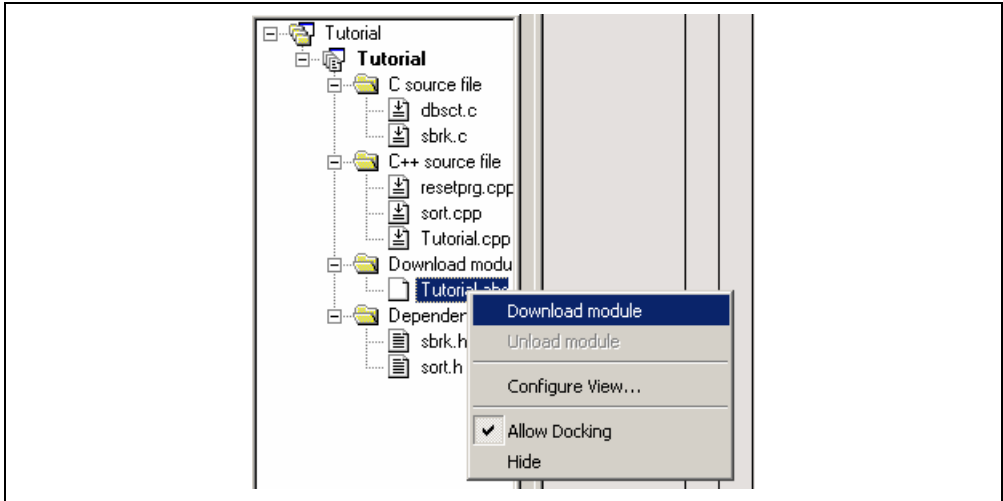 Tutorial
Tutorial
C source file
dbsct.c
sbrk.c
C++ source file
resetprg.cpp
sort.cpp
Tutorial.cpp
Download modu
Download module
Unload module
sbrk.h
sort.h
Configure View...
Allow Docking
Hide